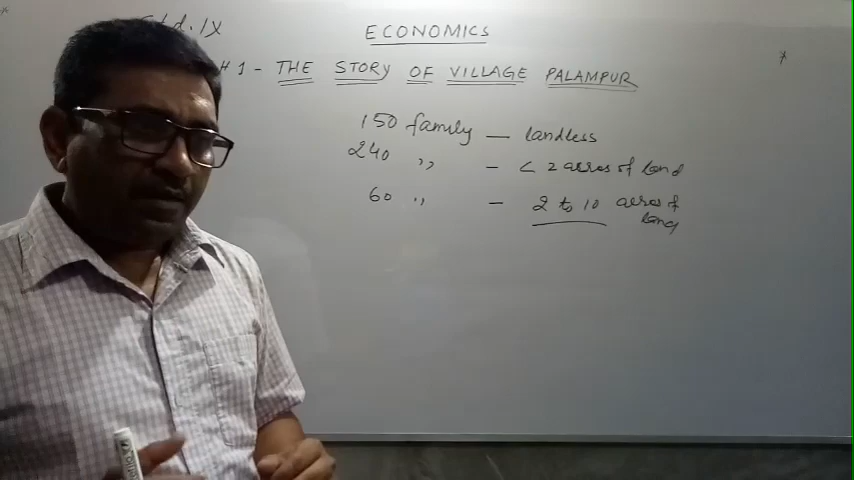 Std. IX
ECONOMICS
H 1 - THE STORY OF VILLAGE PALAMPUR
150 family — landless
240 ,, - < 2 acres of land
60 ,, - 2 to 10 acres of
land